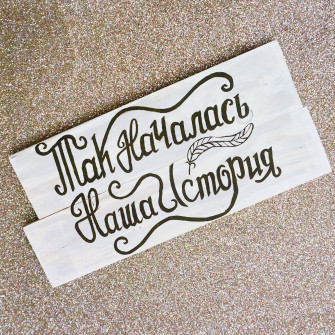 Так Началась
Наша История